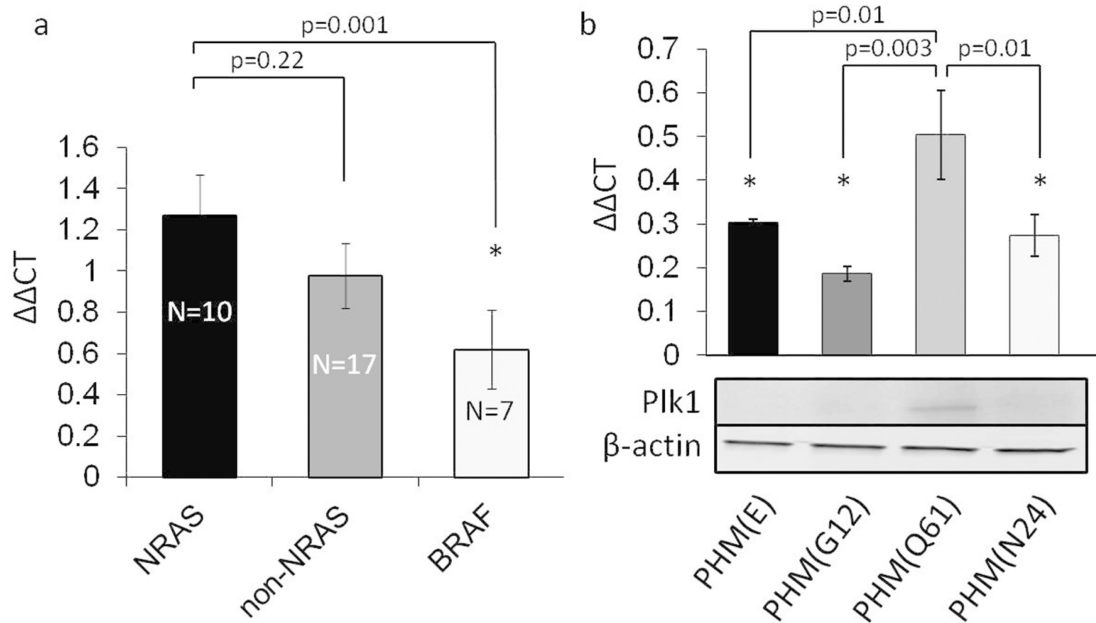 a
p=0.001
p=0.22
1.6
1.4
1.2
1
0.8
0.6
0.4
0.2
0
ΔΔCT
*
N=10
N=17
N=7
NRAS
non-NRAS
BRAF
b
p=0.01
p=0.003
p=0.01
0.7
0.6
0.5
0.4
0.3
0.2
0.1
0
ΔΔCT
*
*
*
Plk1
β-actin
PHM(E)
PHM(G12)
PHM(Q61)
PHM(N24)